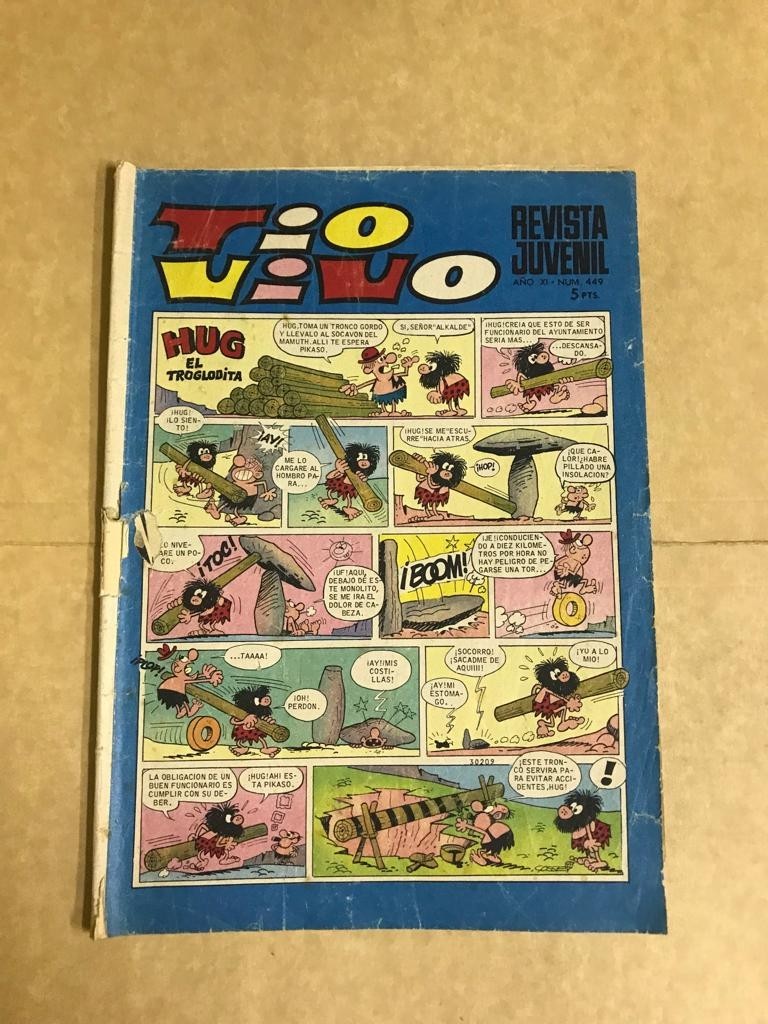 TiO
ViVO
REVISTA
JUVENIL
AÑO XI • NUM. 449
5 PTS.
HUG
EL
TROGLODITA
HUG,TOMA UN TRONCO GORDO
Y LLEVALO AL SOCAVON DEL
MAMUTH.ALLI TE ESPERA
PIKASO.
SI, SEÑOR"ALKALDE"
¡HUG!CREIA QUE ESTO DE SER
FUNCIONARIO DEL AYUNTAMIENTO
SERIA MAS...
...DESCANSA-
DO.
¡HUG!
¡LO SIEN-
TO!
¡AY!
ME LO
CARGARE AL
HOMBRO PA-
RA...
¡HUG!SE ME"ESCU-
RRE"HACIA ATRAS.
¡HOP!
¡QUE CA-
LOR!¿HABRE
PILLADO UNA
INSOLACION?
LO NIVE-
ARE UN PO-
CO.
¡TOC!
¡UF!AQUI,
DEBAJO DE ES-
TE MONOLITO,
SE ME IRA EL
DOLOR DE CA-
BEZA.
¡BOOM!
¡JE!¡CONDUCIEN-
DO A DIEZ KILOME-
TROS POR HORA NO
HAY PELIGRO DE PE-
GARSE UNA TOR...
¡POM!
...TAAAA!
¡OH!
PERDON.
¡AY!¡MIS
COSTI-
LLAS!
¡SOCORRO!
¡SACADME DE
AQUIIII!
¡AY!MI
ESTOMA-
GO..
¡YO A LO
MIO!
30209
LA OBLIGACION DE UN
BUEN FUNCIONARIO ES
CUMPLIR CON SU DE-
BER.
¡HUG!AHI ES-
TA PIKASO.
¡ESTE TRON-
CO SERVIRA PA-
RA EVITAR ACCI-
DENTES,HUG!
!
GOSSET